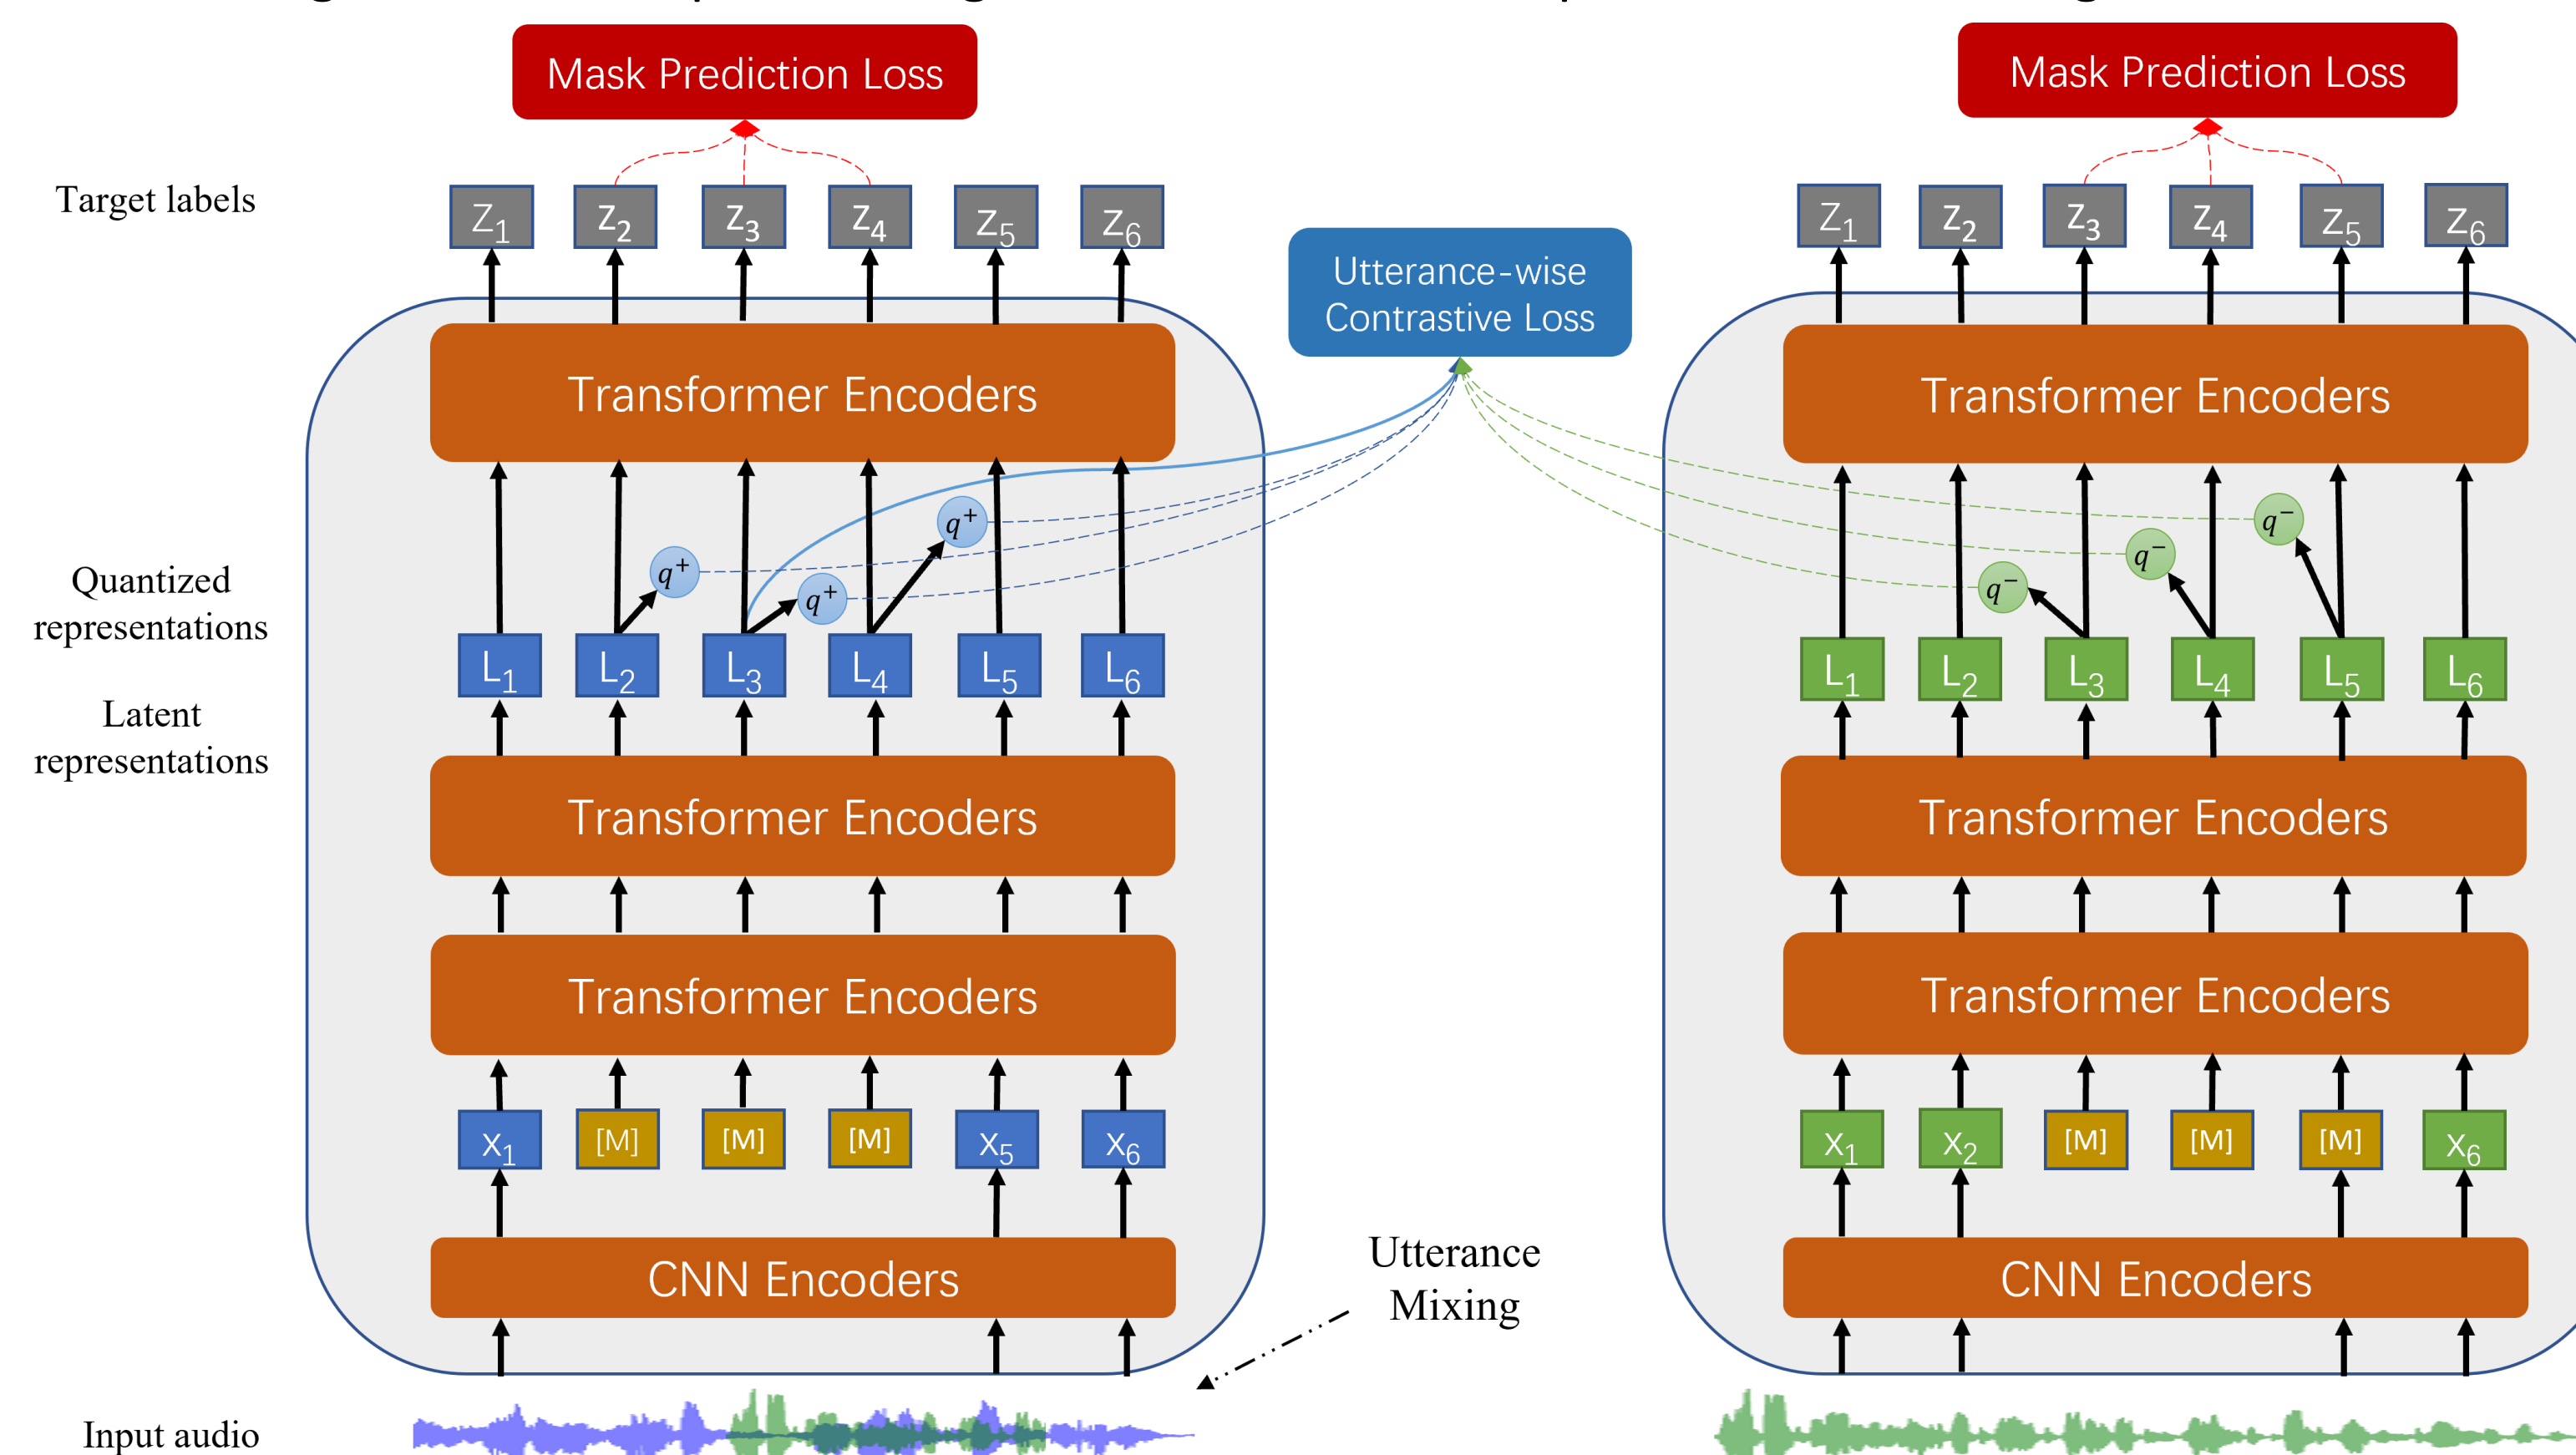 Mask Prediction Loss
Mask Prediction Loss
Target labels
Z1 z2 z3 z4 z5 z6
Z1 z2 z3 z4 z5 z6
Utterance-wise
Contrastive Loss
Transformer Encoders
Transformer Encoders
Quantized
representations
q+ q+ q+
q− q− q−
L1 L2 L3 L4 L5 L6
L1 L2 L3 L4 L5 L6
Latent
representations
Transformer Encoders
Transformer Encoders
Transformer Encoders
Transformer Encoders
x1 [M] [M] [M] x5 x6
x1 x2 [M] [M] [M] x6
CNN Encoders
CNN Encoders
Utterance
Mixing
Input audio